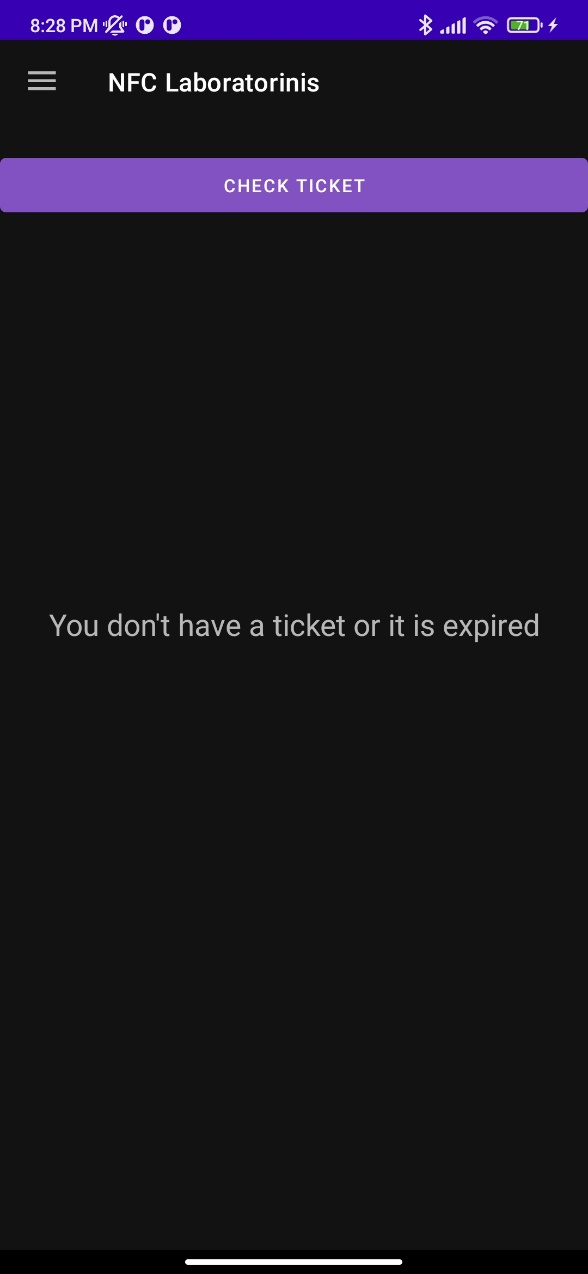 8:28 PM 71
NFC Laboratorinis
CHECK TICKET
You don't have a ticket or it is expired